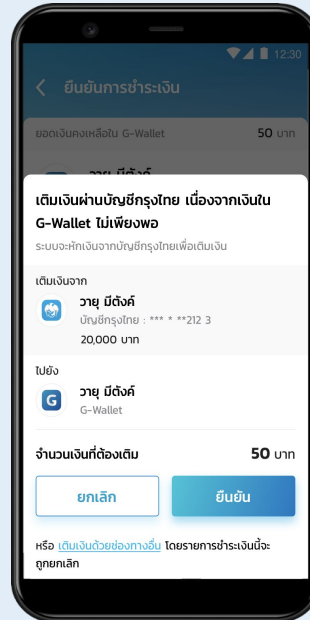 12:30
ยืนยันการชำระเงิน
ยอดเงินคงเหลือใน G-Wallet 50 บาท
วายุ มีตังค์
เติมเงินผ่านบัญชีกรุงไทย เนื่องจากเงินใน
G-Wallet ไม่เพียงพอ
ระบบจะหักเงินจากบัญชีกรุงไทยเพื่อเติมเงิน
เติมเงินจาก
วายุ มีตังค์
บัญชีกรุงไทย : *** * **212 3
20,000 บาท
ไปยัง
G
วายุ มีตังค์
G-Wallet
จำนวนเงินที่ต้องเติม 50 บาท
ยกเลิก ยืนยัน
หรือ เติมเงินด้วยช่องทางอื่น โดยรายการชำระเงินนี้จะ
ถูกยกเลิก